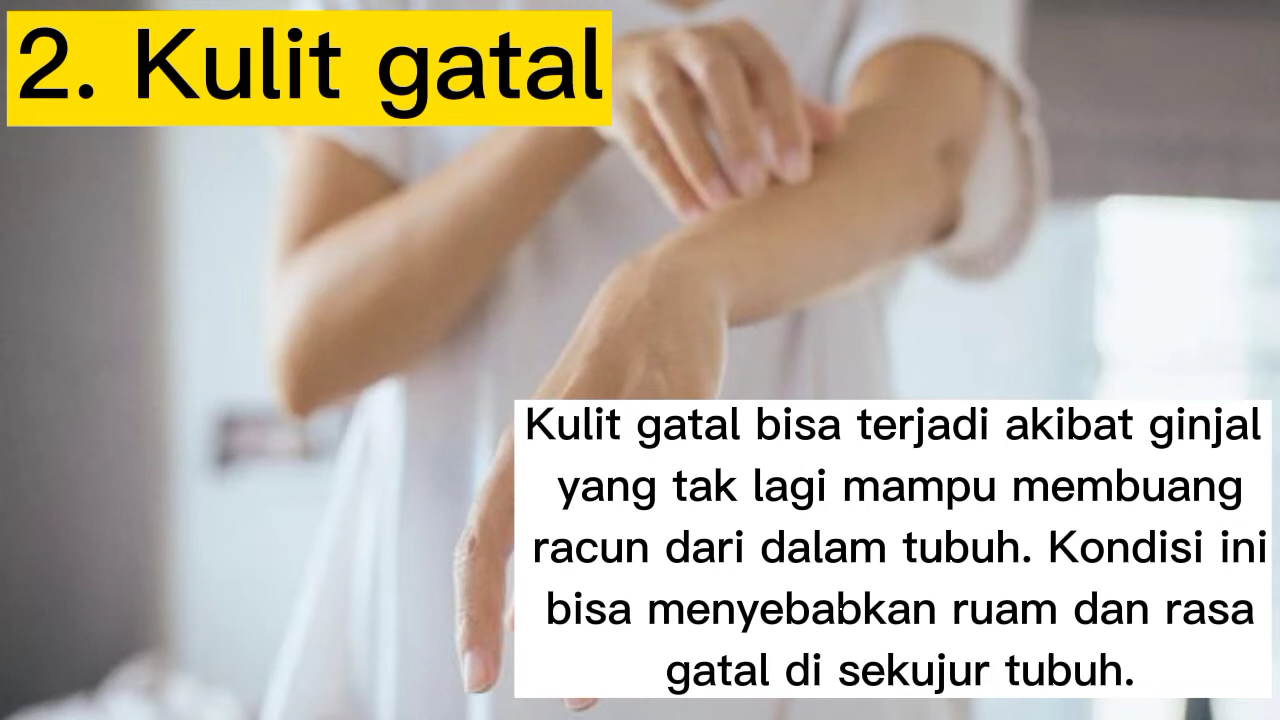 2. Kulit gatal
Kulit gatal bisa terjadi akibat ginjal
yang tak lagi mampu membuang
racun dari dalam tubuh. Kondisi ini
bisa menyebabkan ruam dan rasa
gatal di sekujur tubuh.